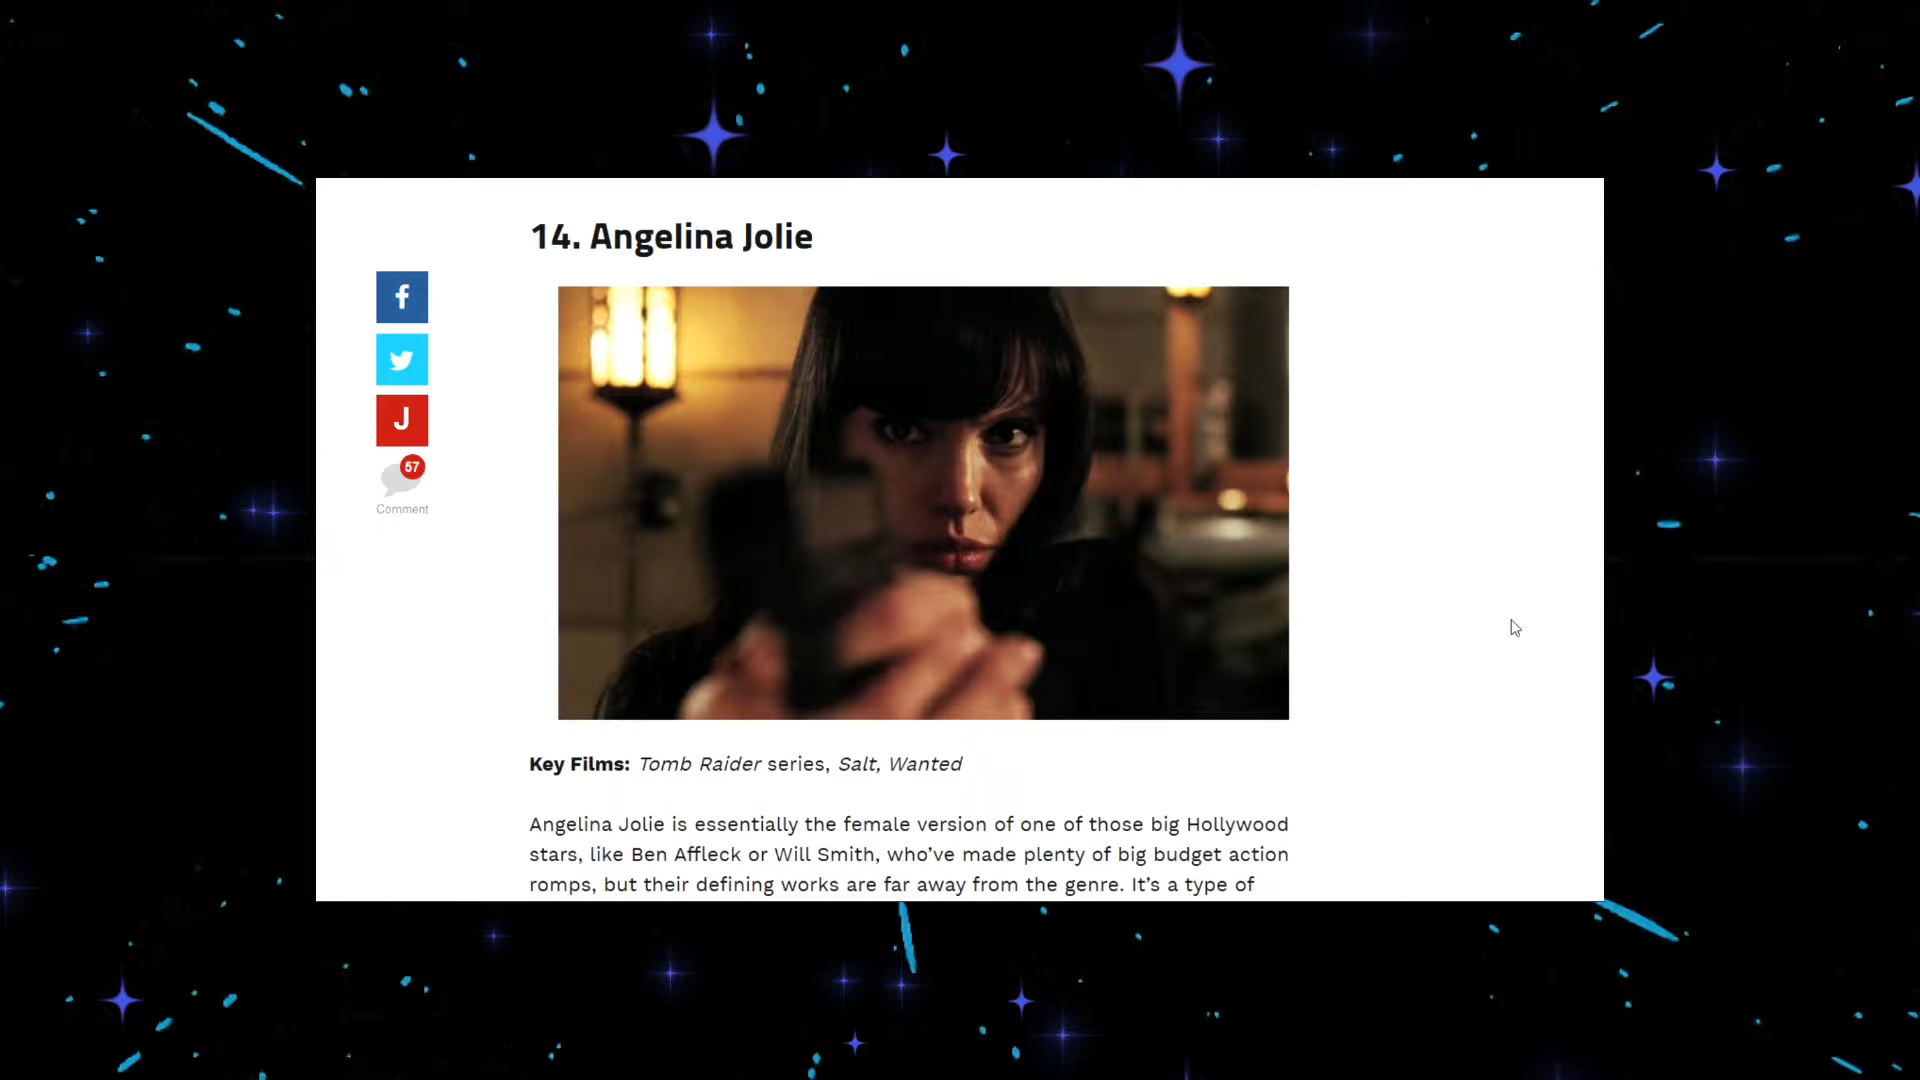 14. Angelina Jolie
f
J
57
Comment
Key Films: Tomb Raider series, Salt, Wanted
Angelina Jolie is essentially the female version of one of those big Hollywood
stars, like Ben Affleck or Will Smith, who’ve made plenty of big budget action
romps, but their defining works are far away from the genre. It’s a type of